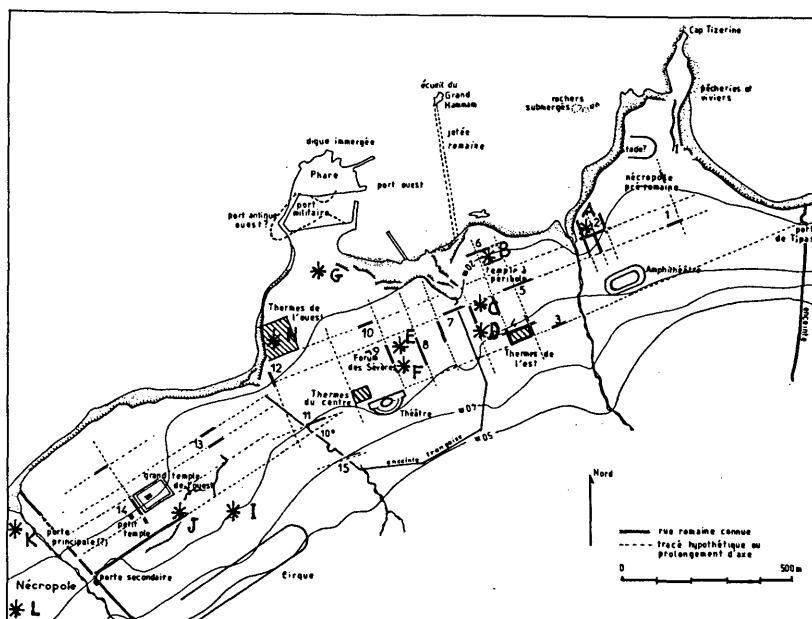 Cap Tizerine
écueil du
Grand
Hammam
rochers
submergés
pêcheries et
viviers
jetée
romaine
digue immergée
Phare
stade?
port ouest
nécropole
pré romaine
port
militaire
port antique
ouest?
A
2
1
porte
de Tipasa
6
B
G
temple à
péribole
Amphithéâtre
5
Thermes de
l'ouest
C
10
7
D
3
enceinte
N
E
9
8
Forum
des Sévères
F
Thermes
de l'est
12
Thermes
du centre
Théâtre
11
10°
13
15
enceinte française
Nord
grand temple
de l'ouest
14
petit
temple
J
I
K
porte
principale(?)
rue romaine connue
tracé hypothétique ou
prolongement d'axe
Nécropole
porte secondaire
Cirque
0
500m
L